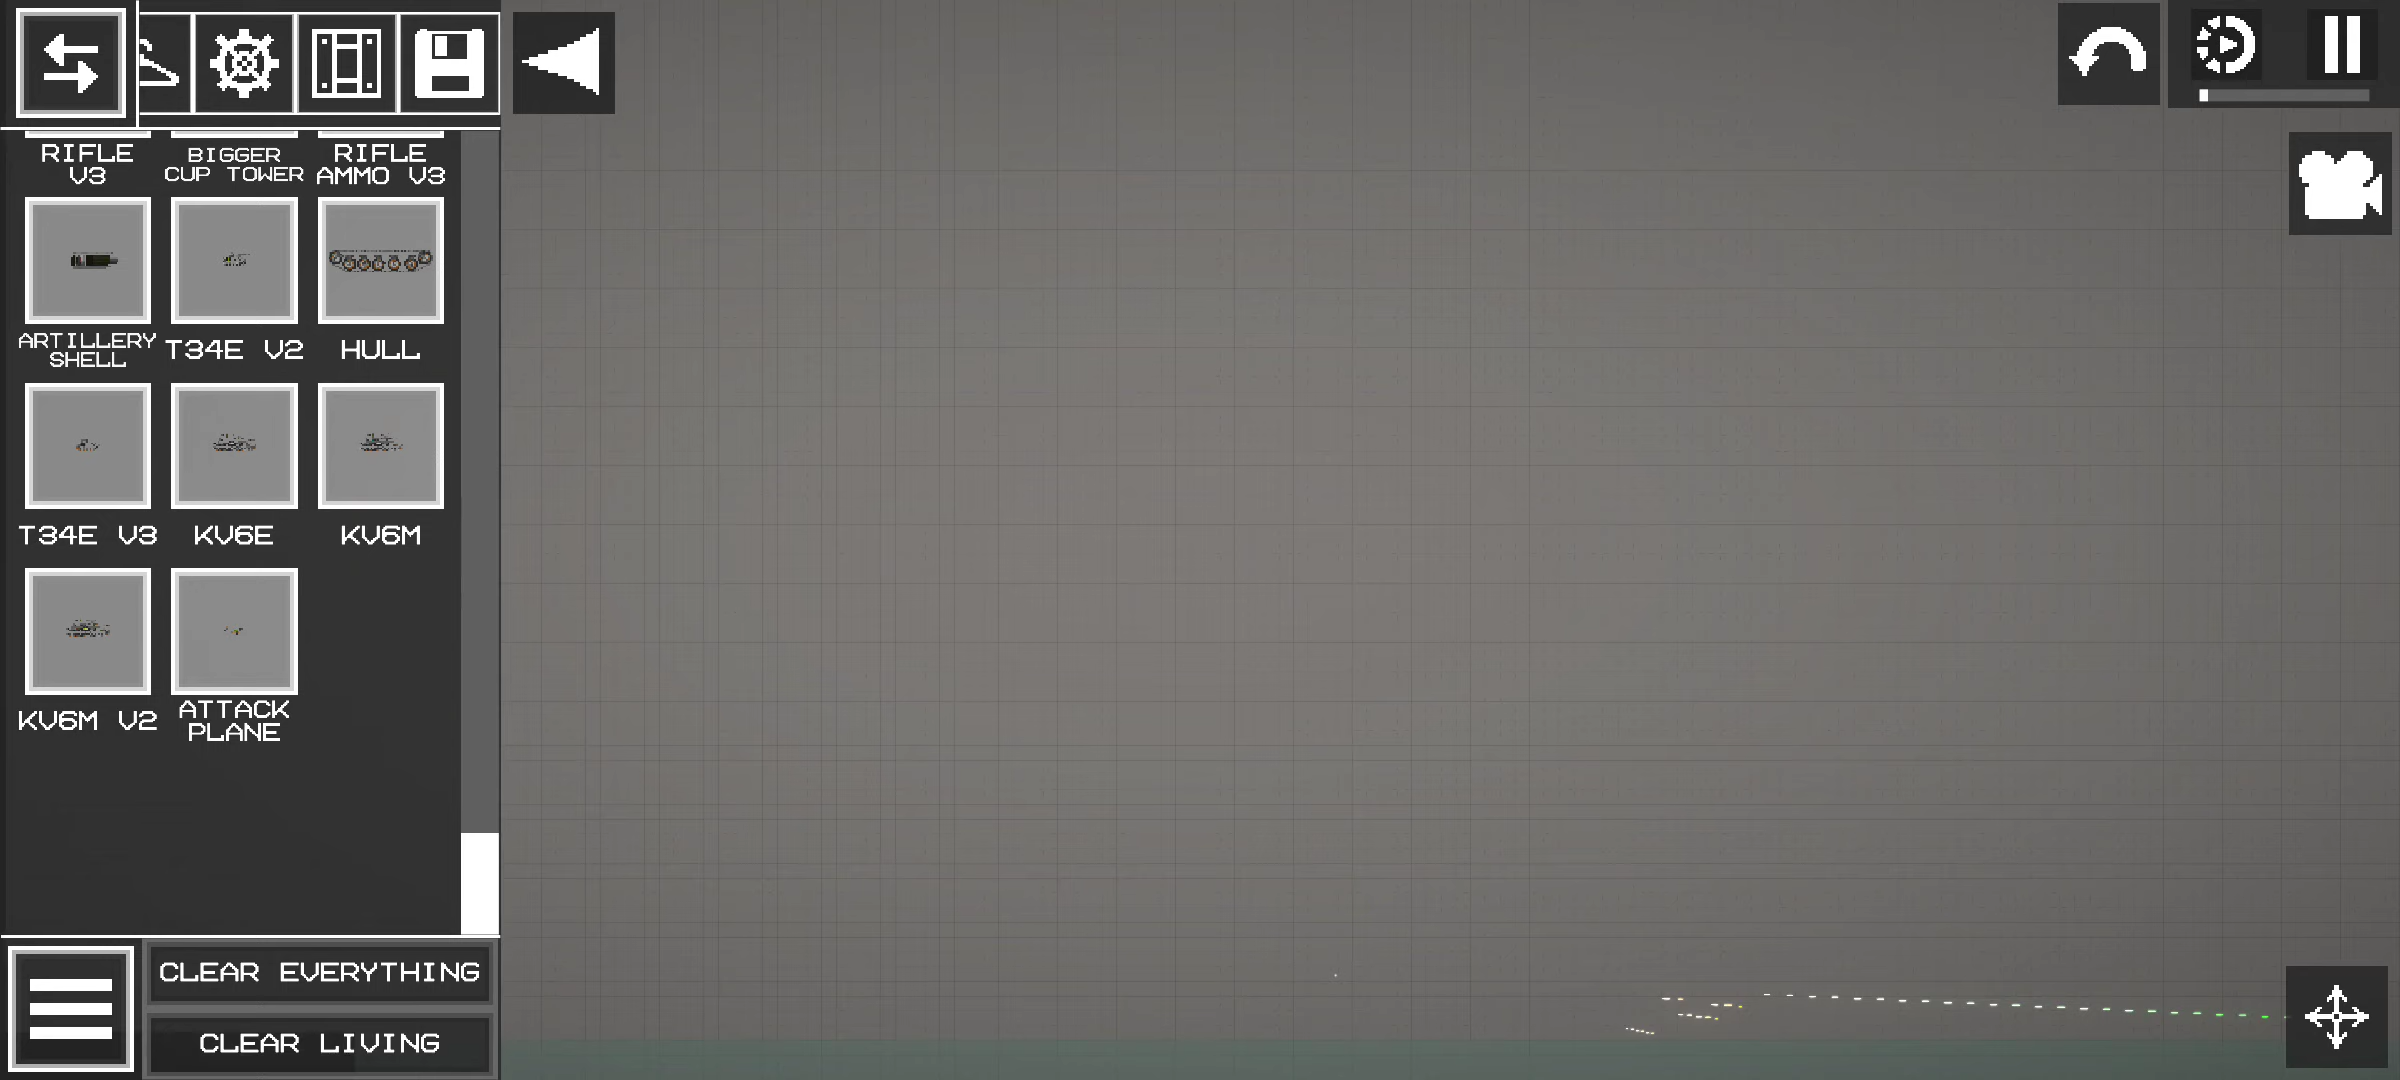 RIFLE
V3
BIGGER
CUP TOWER
RIFLE
AMMO V3
ARTILLERY
SHELL
T34E V2
HULL
T34E V3
KV6E
KV6M
KV6M V2
ATTACK
PLANE
CLEAR EVERYTHING
CLEAR LIVING